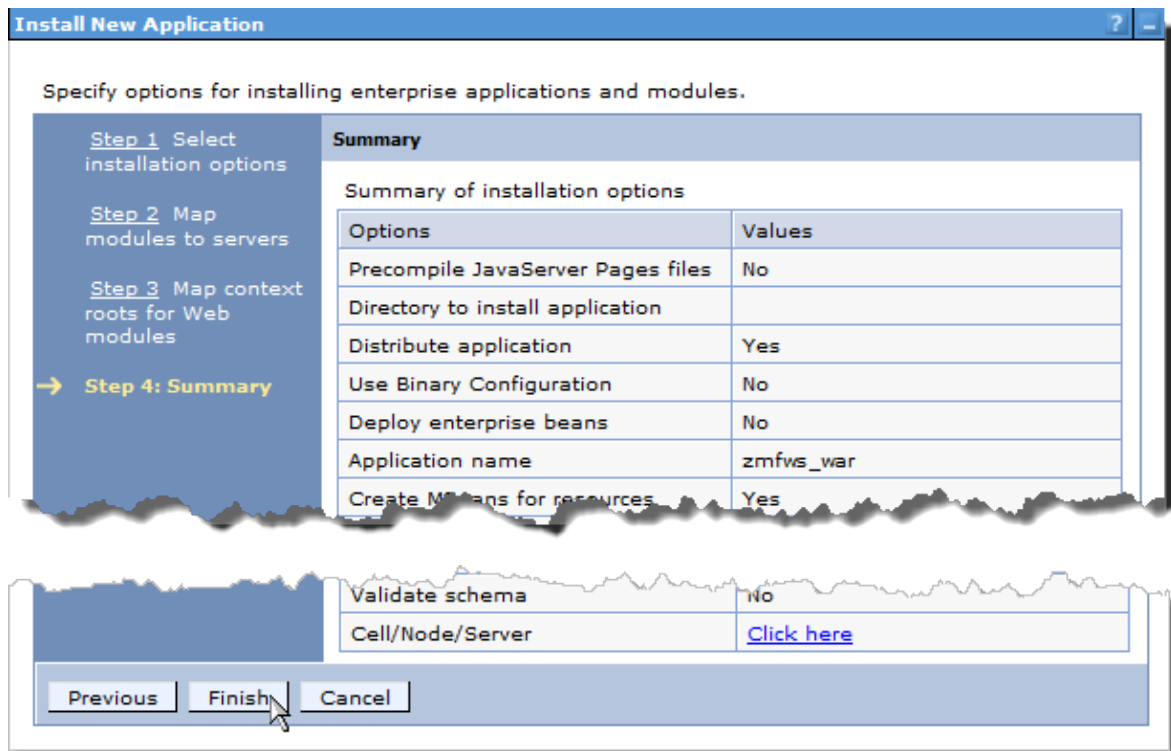 Install New Application
?
Specify options for installing enterprise applications and modules.
Step 1 Select
installation options
Step 2 Map
modules to servers
Step 3 Map context
roots for Web
modules
Step 4: Summary
Summary
Summary of installation options
Options Values
Precompile JavaServer Pages files No
Directory to install application
Distribute application Yes
Use Binary Configuration No
Deploy enterprise beans No
Application name zmfws_war
Create MBeans for resources Yes
Validate schema No
Cell/Node/Server Click here
Previous Finish Cancel